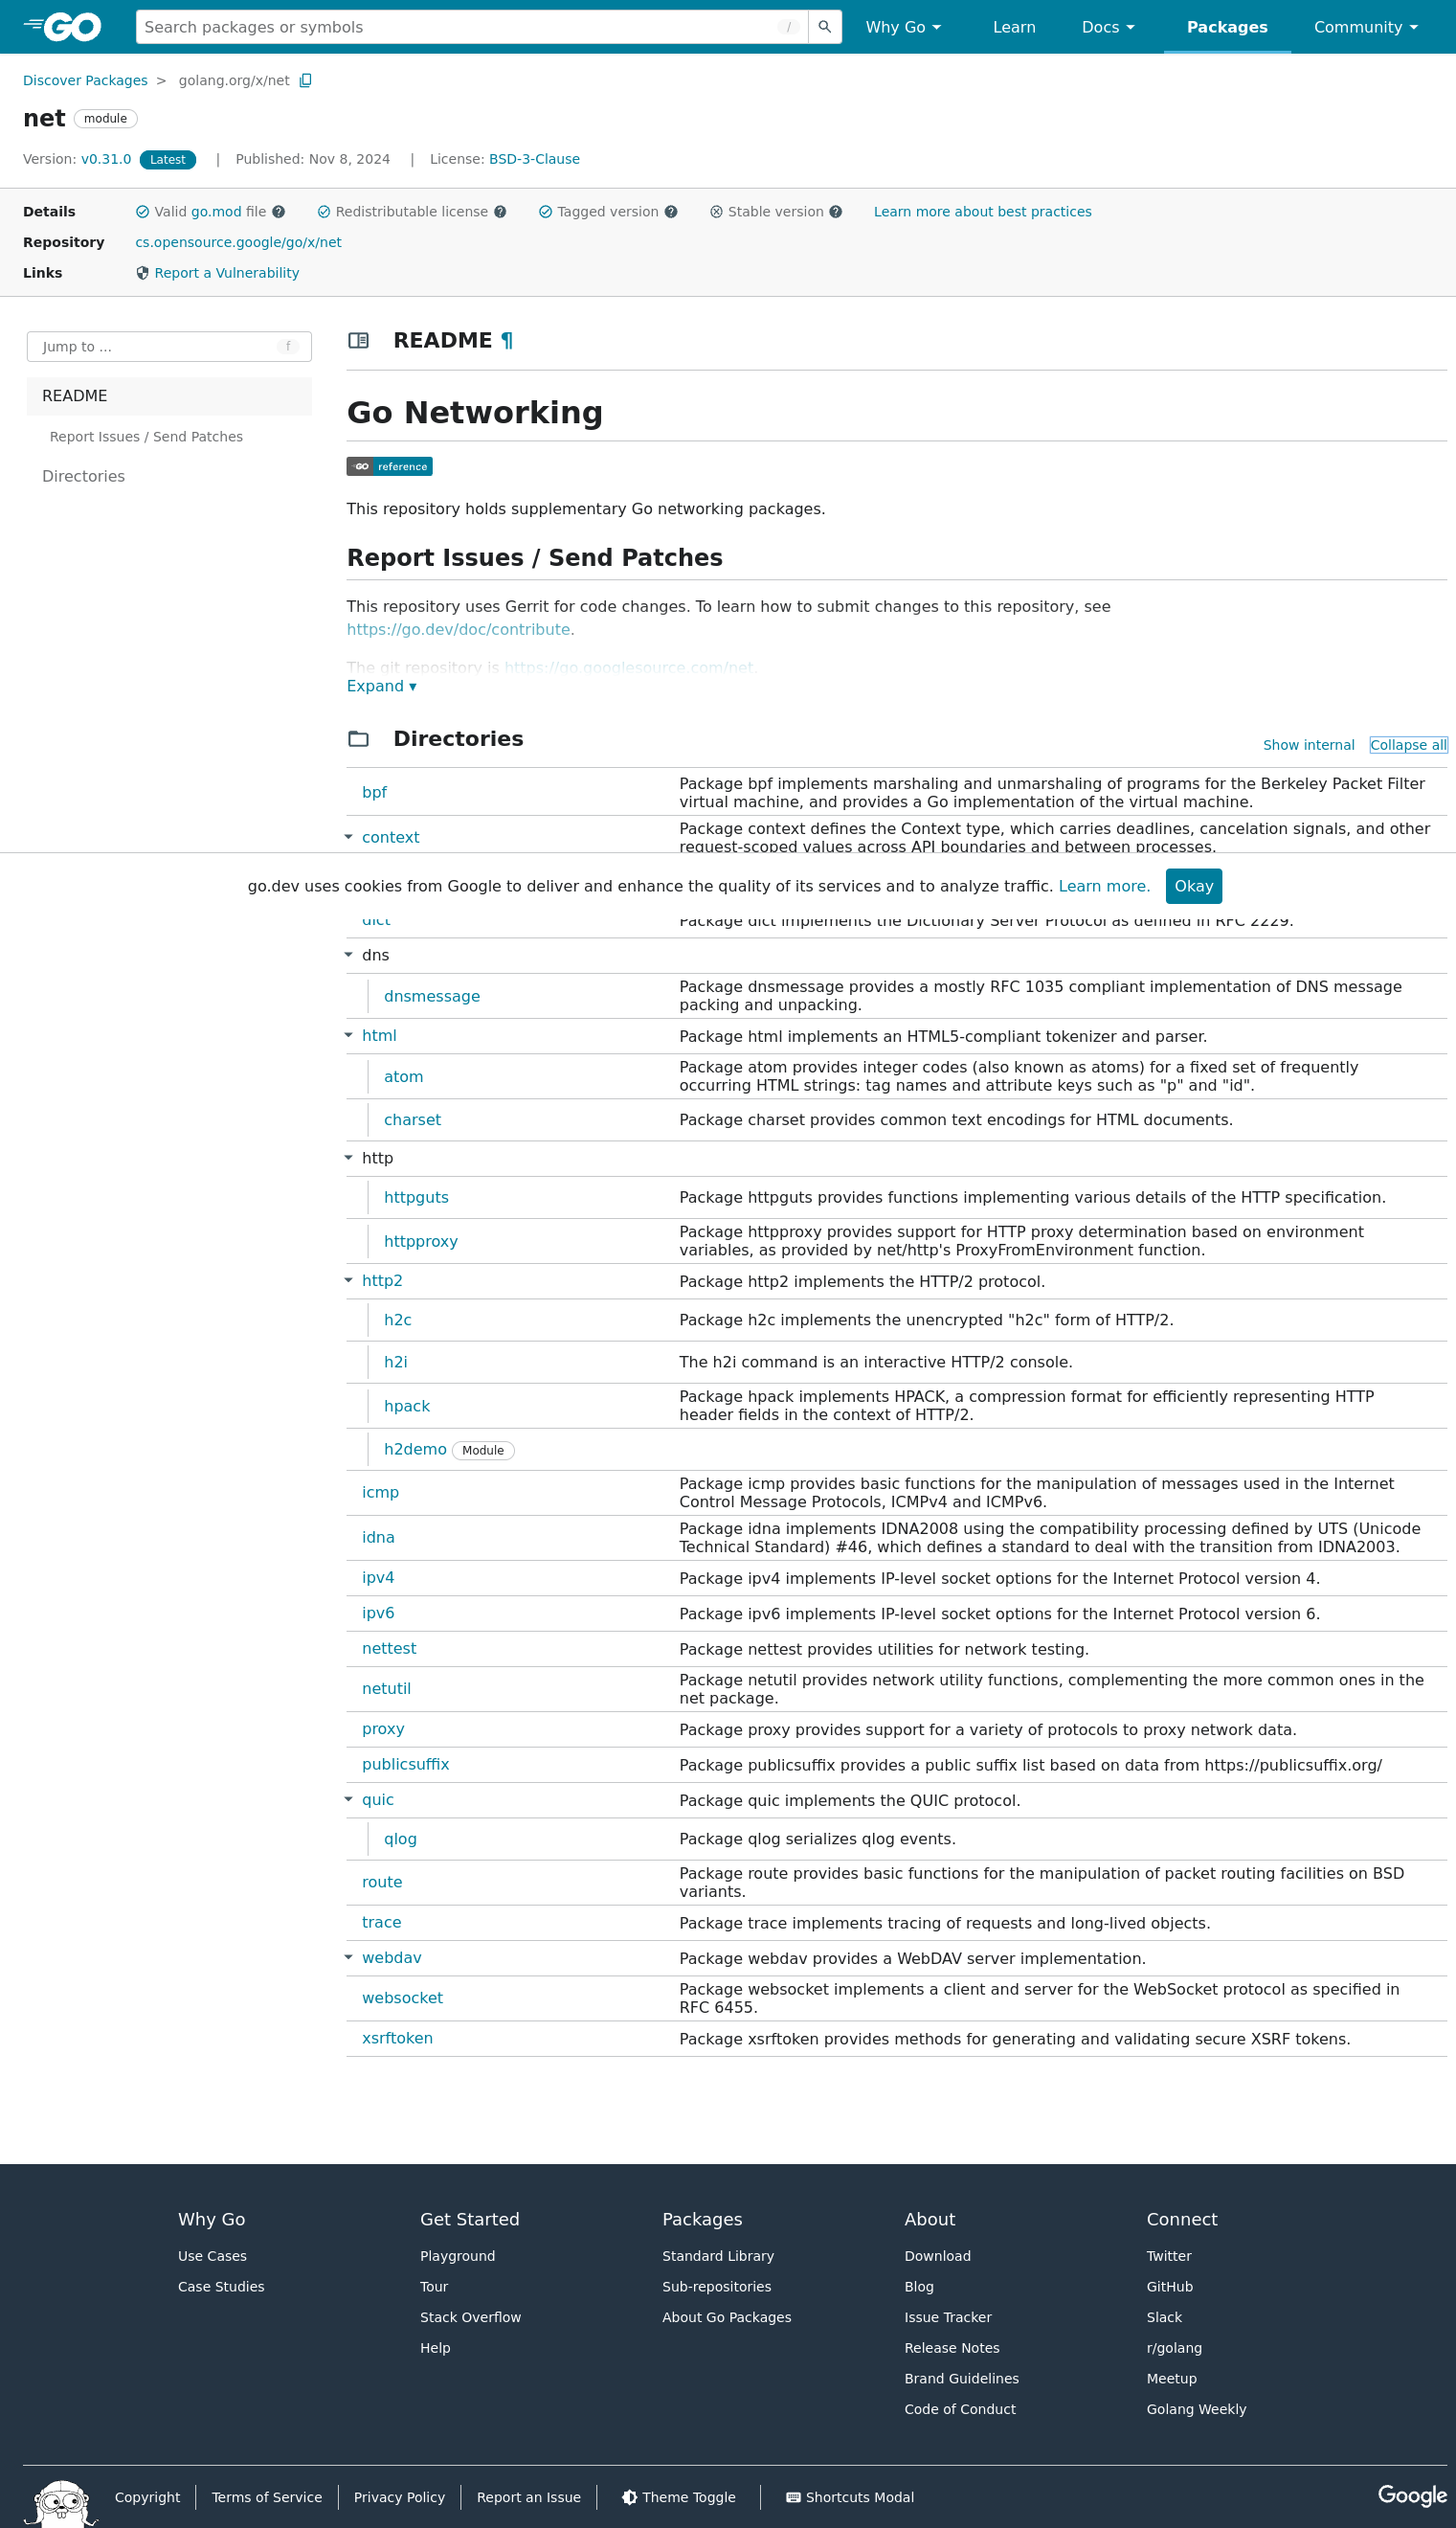 GO
Search packages or symbols
/
Why Go
Learn
Docs
Packages
Community
Discover Packages > golang.org/x/net
net module
Version: v0.31.0 Latest | Published: Nov 8, 2024 | License: BSD-3-Clause
Details Valid go.mod file Redistributable license Tagged version Stable version Learn more about best practices
Repository cs.opensource.google/go/x/net
Links Report a Vulnerability
Jump to ... f
README
Report Issues / Send Patches
Directories
README ¶
Go Networking
GO reference
This repository holds supplementary Go networking packages.
Report Issues / Send Patches
This repository uses Gerrit for code changes. To learn how to submit changes to this repository, see
https://go.dev/doc/contribute.
The git repository is https://go.googlesource.com/net.
Expand ▾
Directories
Show internal Collapse all
bpf
Package bpf implements marshaling and unmarshaling of programs for the Berkeley Packet Filter
virtual machine, and provides a Go implementation of the virtual machine.
context
Package context defines the Context type, which carries deadlines, cancelation signals, and other
request-scoped values across API boundaries and between processes.
go.dev uses cookies from Google to deliver and enhance the quality of its services and to analyze traffic. Learn more. Okay
dict
Package dict implements the Dictionary Server Protocol as defined in RFC 2229.
dns
dnsmessage
Package dnsmessage provides a mostly RFC 1035 compliant implementation of DNS message
packing and unpacking.
html
Package html implements an HTML5-compliant tokenizer and parser.
atom
Package atom provides integer codes (also known as atoms) for a fixed set of frequently
occurring HTML strings: tag names and attribute keys such as "p" and "id".
charset
Package charset provides common text encodings for HTML documents.
http
httpguts
Package httpguts provides functions implementing various details of the HTTP specification.
httpproxy
Package httpproxy provides support for HTTP proxy determination based on environment
variables, as provided by net/http's ProxyFromEnvironment function.
http2
Package http2 implements the HTTP/2 protocol.
h2c
Package h2c implements the unencrypted "h2c" form of HTTP/2.
h2i
The h2i command is an interactive HTTP/2 console.
hpack
Package hpack implements HPACK, a compression format for efficiently representing HTTP
header fields in the context of HTTP/2.
h2demo Module
icmp
Package icmp provides basic functions for the manipulation of messages used in the Internet
Control Message Protocols, ICMPv4 and ICMPv6.
idna
Package idna implements IDNA2008 using the compatibility processing defined by UTS (Unicode
Technical Standard) #46, which defines a standard to deal with the transition from IDNA2003.
ipv4
Package ipv4 implements IP-level socket options for the Internet Protocol version 4.
ipv6
Package ipv6 implements IP-level socket options for the Internet Protocol version 6.
nettest
Package nettest provides utilities for network testing.
netutil
Package netutil provides network utility functions, complementing the more common ones in the
net package.
proxy
Package proxy provides support for a variety of protocols to proxy network data.
publicsuffix
Package publicsuffix provides a public suffix list based on data from https://publicsuffix.org/
quic
Package quic implements the QUIC protocol.
qlog
Package qlog serializes qlog events.
route
Package route provides basic functions for the manipulation of packet routing facilities on BSD
variants.
trace
Package trace implements tracing of requests and long-lived objects.
webdav
Package webdav provides a WebDAV server implementation.
websocket
Package websocket implements a client and server for the WebSocket protocol as specified in
RFC 6455.
xsrftoken
Package xsrftoken provides methods for generating and validating secure XSRF tokens.
Why Go
Use Cases
Case Studies
Get Started
Playground
Tour
Stack Overflow
Help
Packages
Standard Library
Sub-repositories
About Go Packages
About
Download
Blog
Issue Tracker
Release Notes
Brand Guidelines
Code of Conduct
Connect
Twitter
GitHub
Slack
r/golang
Meetup
Golang Weekly
Copyright
Terms of Service
Privacy Policy
Report an Issue
Theme Toggle
Shortcuts Modal
Google